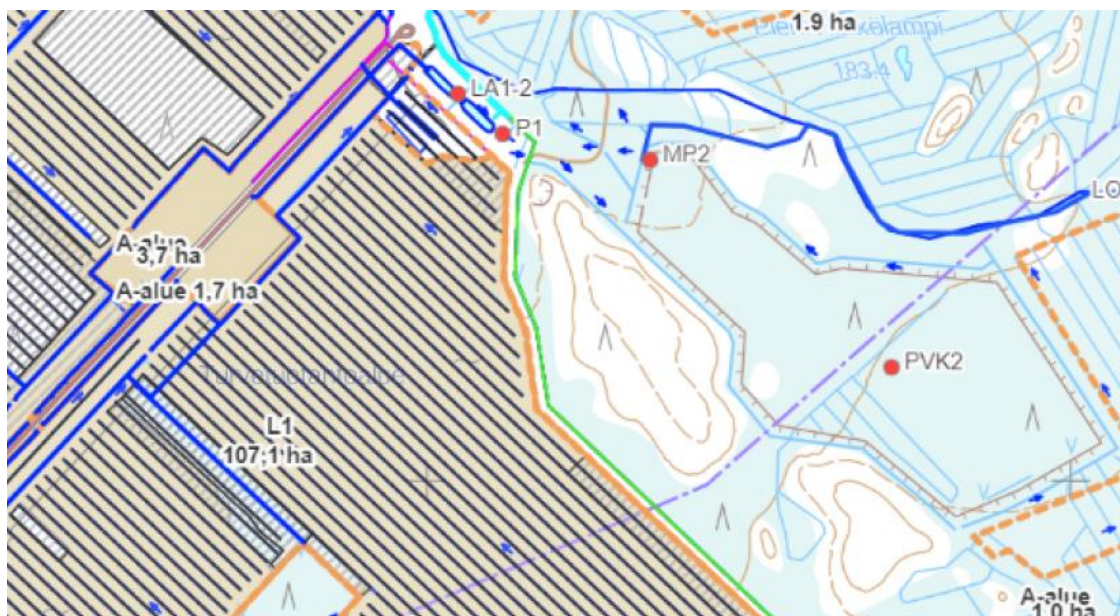 1.9 ha
183.4
LA1-2
P1
MP2
LO
A-alue
3,7 ha
A-alue 1,7 ha
PVK2
Turvetuotantoalue
L1
107,1 ha
A-alue
1,0 ha